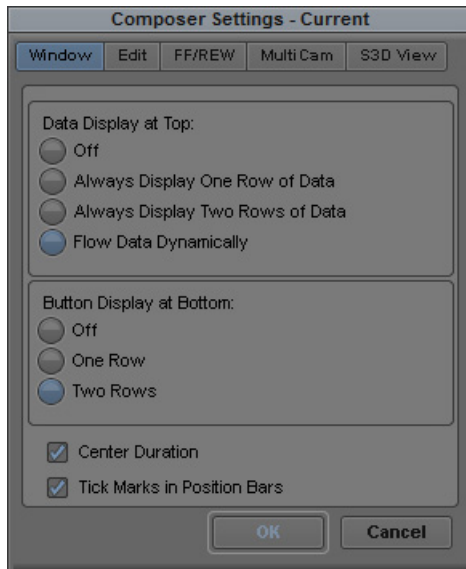 Composer Settings - Current
Window Edit FF/REW Multi Cam S3D View
Data Display at Top:
Off
Always Display One Row of Data
Always Display Two Rows of Data
Flow Data Dynamically
Button Display at Bottom:
Off
One Row
Two Rows
Center Duration
Tick Marks in Position Bars
OK Cancel